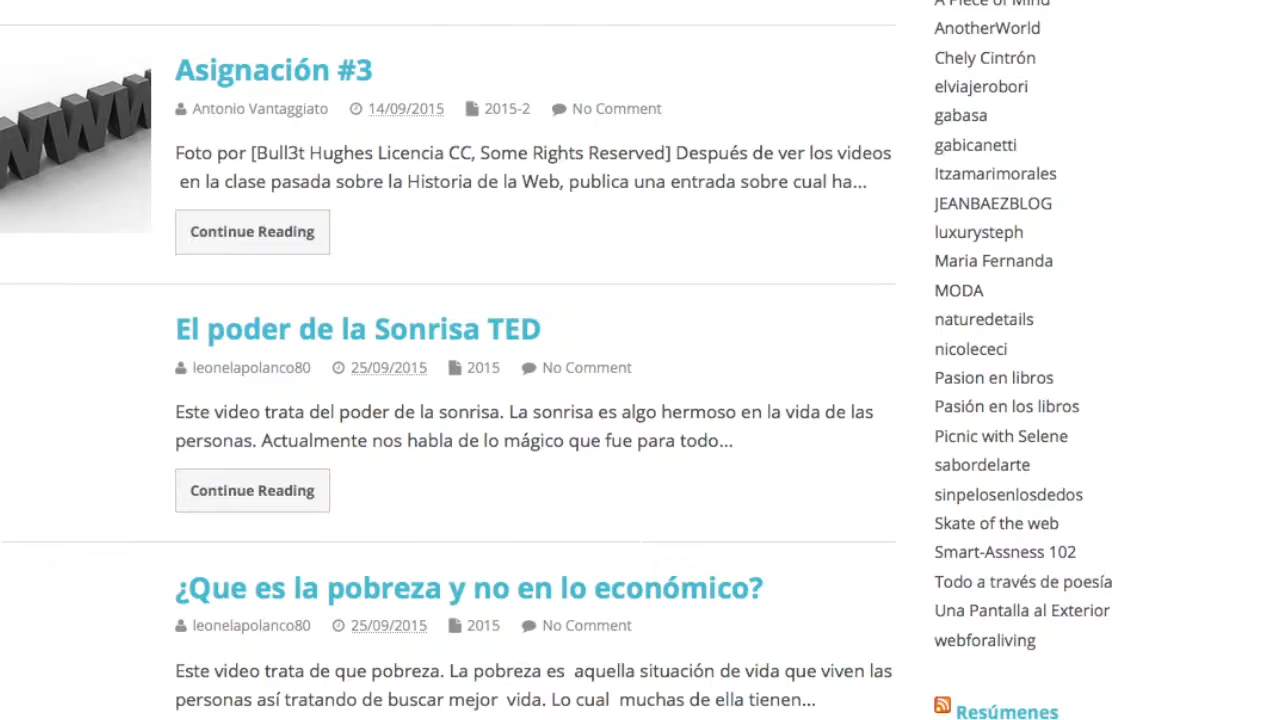 Asignación #3
Antonio Vantaggiato 14/09/2015 2015-2 No Comment
Foto por [Bull3t Hughes Licencia CC, Some Rights Reserved] Después de ver los videos
en la clase pasada sobre la Historia de la Web, publica una entrada sobre cual ha...
Continue Reading
El poder de la Sonrisa TED
leonelapolanco80 25/09/2015 2015 No Comment
Este video trata del poder de la sonrisa. La sonrisa es algo hermoso en la vida de las
personas. Actualmente nos habla de lo mágico que fue para todo...
Continue Reading
¿Que es la pobreza y no en lo económico?
leonelapolanco80 25/09/2015 2015 No Comment
Este video trata de que pobreza. La pobreza es aquella situación de vida que viven las
personas así tratando de buscar mejor vida. Lo cual muchas de ella tienen...
A Piece of Mind
AnotherWorld
Chely Cintrón
elviajerobori
gabasa
gabicanetti
Itzamarimorales
JEANBAEZBLOG
luxurysteph
Maria Fernanda
MODA
naturedetails
nicolececi
Pasion en libros
Pasión en los libros
Picnic with Selene
sabordelarte
sinpelosenlosdedos
Skate of the web
Smart-Assness 102
Todo a través de poesía
Una Pantalla al Exterior
webforaliving
Resúmenes